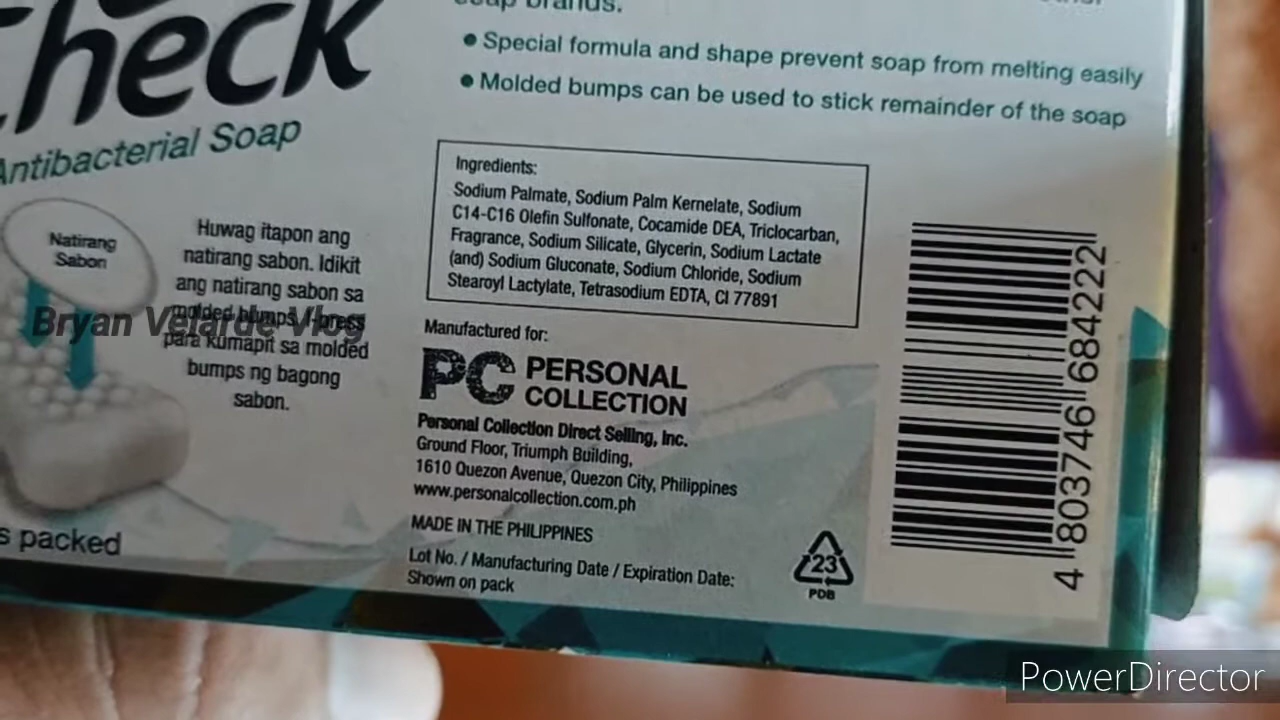 Check
Antibacterial Soap
Natirang
Sabon
Huwag itapon ang
natirang sabon. Idikit
ang natirang sabon sa
molded bumps. I-press
para kumapit sa molded
bumps ng bagong
sabon.
Bryan Velarde Vlog
s packed
soap brands.
• Special formula and shape prevent soap from melting easily
• Molded bumps can be used to stick remainder of the soap
Ingredients:
Sodium Palmate, Sodium Palm Kernelate, Sodium
C14-C16 Olefin Sulfonate, Cocamide DEA, Triclocarban,
Fragrance, Sodium Silicate, Glycerin, Sodium Lactate
(and) Sodium Gluconate, Sodium Chloride, Sodium
Stearoyl Lactylate, Tetrasodium EDTA, CI 77891
Manufactured for:
PC PERSONAL
COLLECTION
Personal Collection Direct Selling, Inc.
Ground Floor, Triumph Building,
1610 Quezon Avenue, Quezon City, Philippines
www.personalcollection.com.ph
MADE IN THE PHILIPPINES
Lot No. / Manufacturing Date / Expiration Date:
Shown on pack
23
PDB
4 803746 684222
PowerDirector